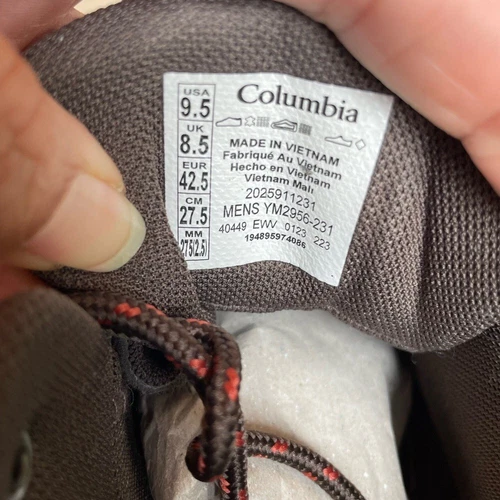 USA
9.5
UK
8.5
EUR
42.5
CM
27.5
MM
275(2.5)
Columbia
MADE IN VIETNAM
Fabriqué Au Vietnam
Hecho en Vietnam
Vietnam Malı
2025911231
MENS YM2956-231
40449 EWV 0123 223
194895974086